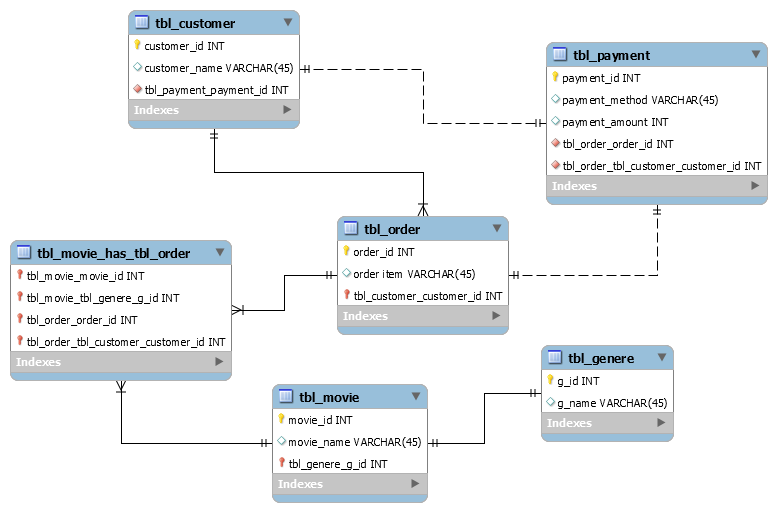 tbl_customer
customer_id INT
customer_name VARCHAR(45)
tbl_payment_payment_id INT
Indexes
tbl_payment
payment_id INT
payment_method VARCHAR(45)
payment_amount INT
tbl_order_order_id INT
tbl_order_tbl_customer_customer_id INT
Indexes
tbl_order
order_id INT
order item VARCHAR(45)
tbl_customer_customer_id INT
Indexes
tbl_movie_has_tbl_order
tbl_movie_movie_id INT
tbl_movie_tbl_genere_g_id INT
tbl_order_order_id INT
tbl_order_tbl_customer_customer_id INT
Indexes
tbl_genere
g_id INT
g_name VARCHAR(45)
Indexes
tbl_movie
movie_id INT
movie_name VARCHAR(45)
tbl_genere_g_id INT
Indexes